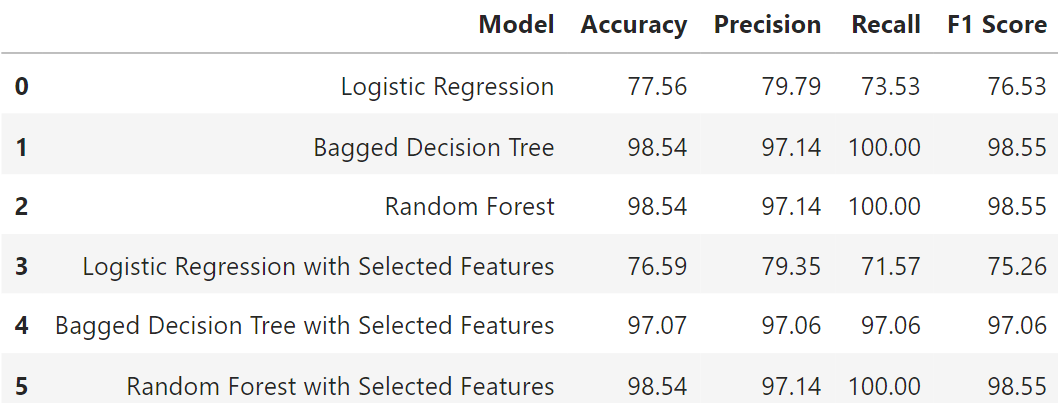 Model Accuracy Precision Recall F1 Score
0 Logistic Regression 77.56 79.79 73.53 76.53
1 Bagged Decision Tree 98.54 97.14 100.00 98.55
2 Random Forest 98.54 97.14 100.00 98.55
3 Logistic Regression with Selected Features 76.59 79.35 71.57 75.26
4 Bagged Decision Tree with Selected Features 97.07 97.06 97.06 97.06
5 Random Forest with Selected Features 98.54 97.14 100.00 98.55